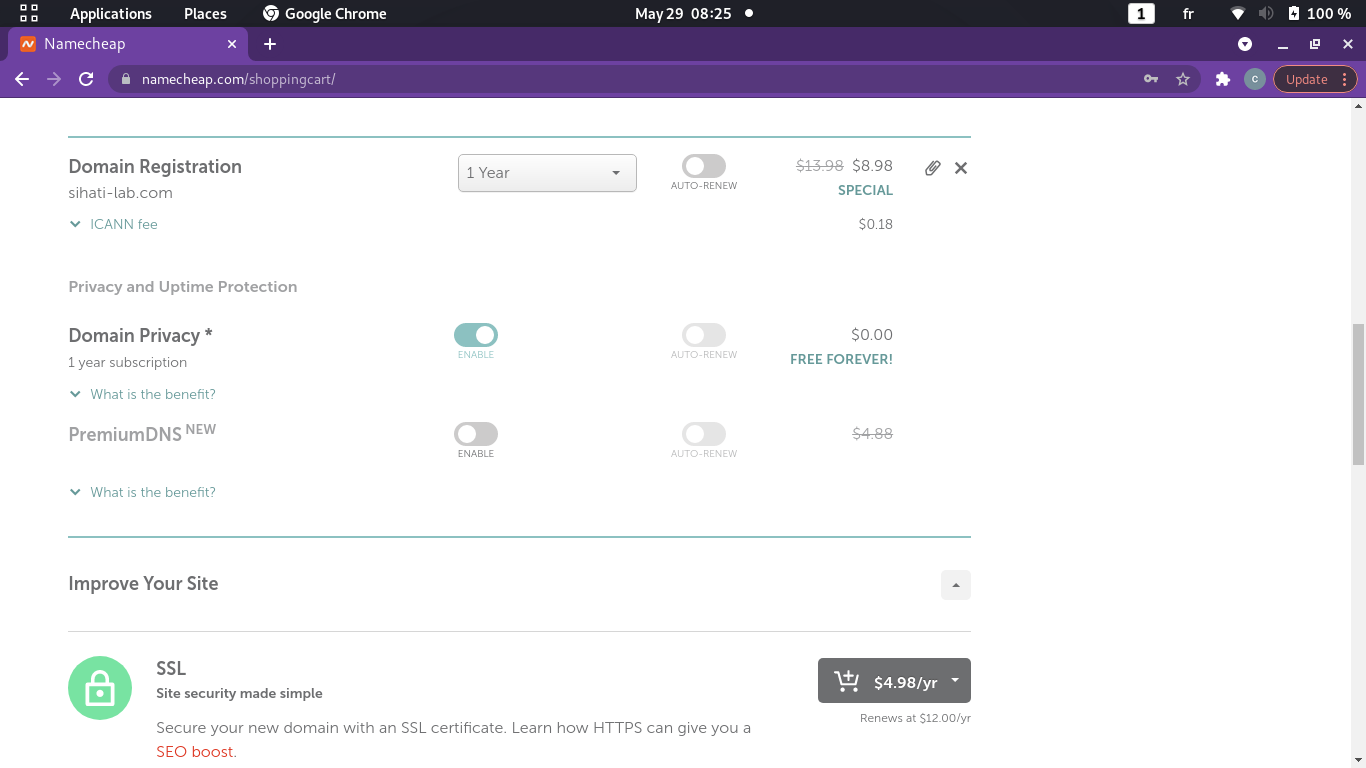 Applications Places Google Chrome May 29 08:25 1 fr 100 %
Namecheap
namecheap.com/shoppingcart/ c Update
Domain Registration 1 Year $13.98 $8.98
AUTO-RENEW SPECIAL
sihati-lab.com
ICANN fee $0.18
Privacy and Uptime Protection
Domain Privacy * $0.00
ENABLE AUTO-RENEW FREE FOREVER!
1 year subscription
What is the benefit?
PremiumDNS NEW $4.88
ENABLE AUTO-RENEW
What is the benefit?
Improve Your Site
SSL
Site security made simple $4.98/yr
Renews at $12.00/yr
Secure your new domain with an SSL certificate. Learn how HTTPS can give you a
SEO boost.